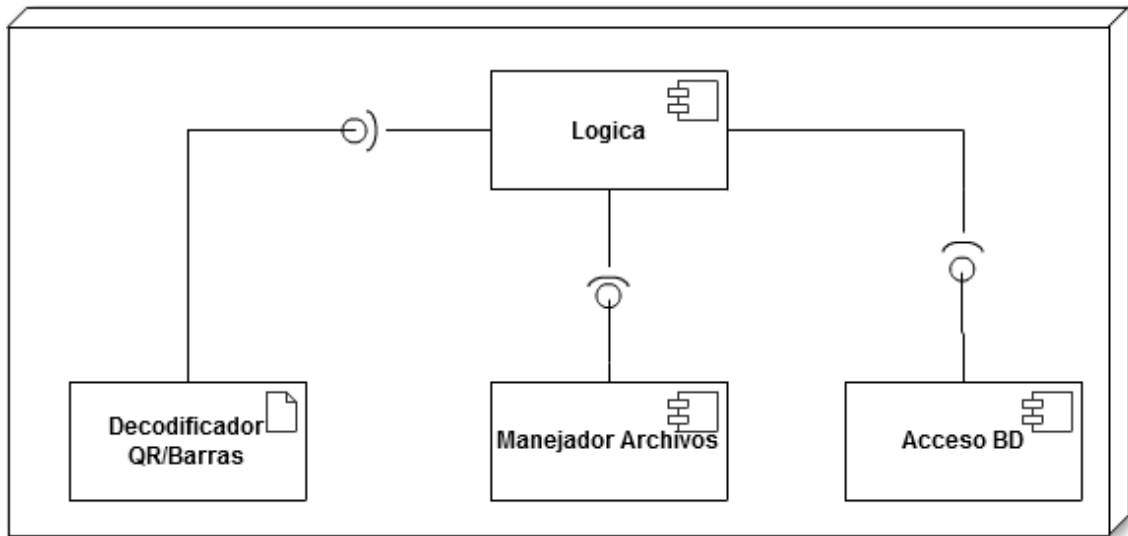 Logica
Decodificador
QR/Barras
Manejador Archivos
Acceso BD